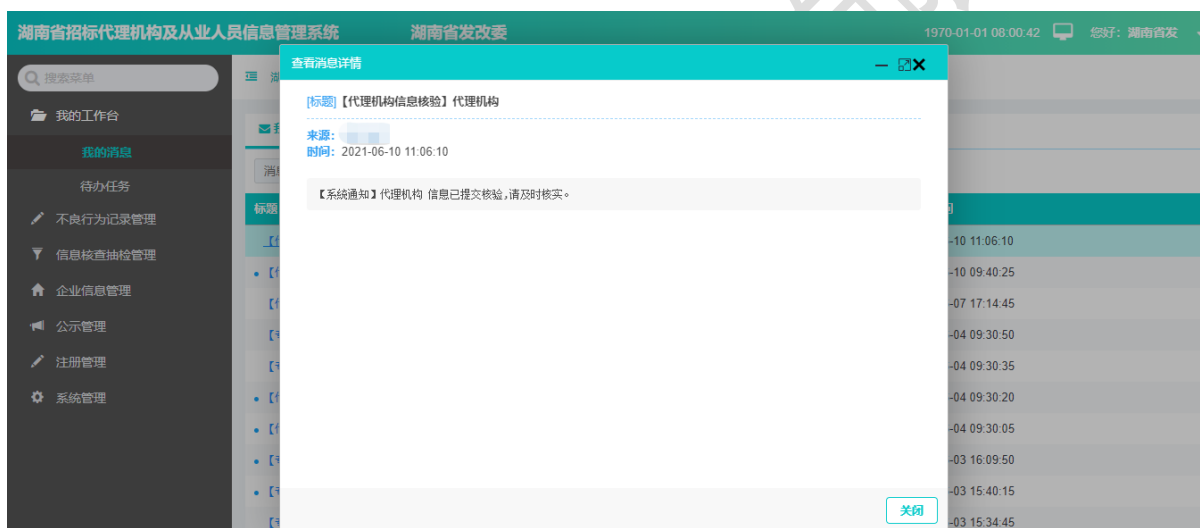 湖南省招标代理机构及从业人员信息管理系统 湖南省发改委 1970-01-01 08:00:42 您好：湖南省发
搜索菜单
我的工作台
我的消息
待办任务
不良行为记录管理
信息核查抽检管理
企业信息管理
公示管理
注册管理
系统管理
查看消息详情
[标题]【代理机构信息核验】代理机构
来源：
时间：2021-06-10 11:06:10
【系统通知】代理机构 信息已提交核验,请及时核实。
关闭
标题
-10 11:06:10
-10 09:40:25
-07 17:14:45
-04 09:30:50
-04 09:30:35
-04 09:30:20
-04 09:30:05
-03 16:09:50
-03 15:40:15
-03 15:34:45